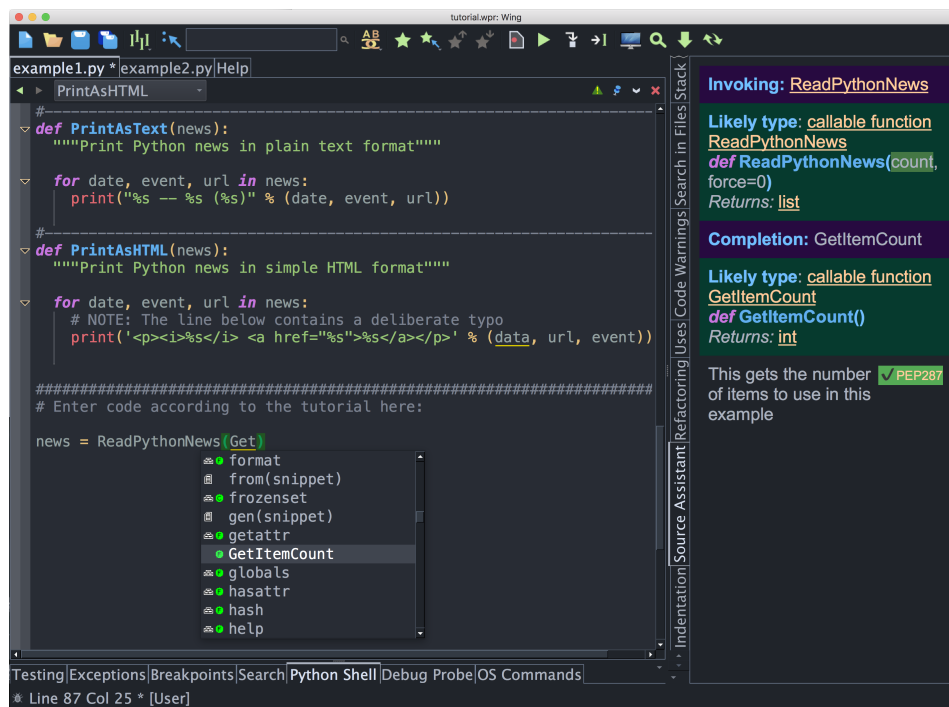 tutorial.wpr: Wing
example1.py * example2.py Help
PrintAsHTML
#----------------------------------------------------------------------
def PrintAsText(news):
"""Print Python news in plain text format"""
for date, event, url in news:
print("%s -- %s (%s)" % (date, event, url))
#----------------------------------------------------------------------
def PrintAsHTML(news):
"""Print Python news in simple HTML format"""
for date, event, url in news:
# NOTE: The line below contains a deliberate typo
print('<p><i>%s</i> <a href="%s">%s</a></p>' % (data, url, event))
######################################################################
# Enter code according to the tutorial here:
news = ReadPythonNews(Get)
format
from(snippet)
frozenset
gen(snippet)
getattr
GetItemCount
globals
hasattr
hash
help
Testing Exceptions Breakpoints Search Python Shell Debug Probe OS Commands
Line 87 Col 25 * [User]
Stack
Search in Files
Code Warnings
Uses
Refactoring
Source Assistant
Indentation
Invoking: ReadPythonNews
Likely type: callable function
ReadPythonNews
def ReadPythonNews(count,
force=0)
Returns: list
Completion: GetItemCount
Likely type: callable function
GetItemCount
def GetItemCount()
Returns: int
This gets the number ✓PEP287
of items to use in this
example